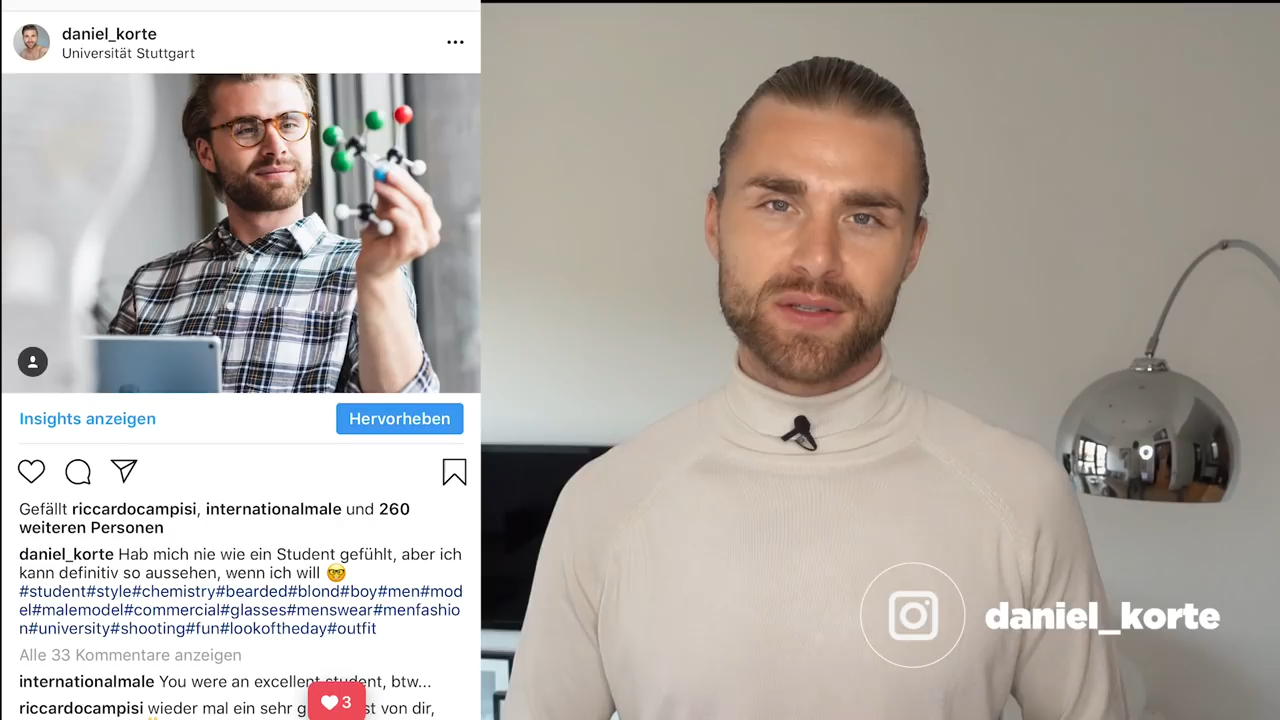 daniel_korte
Universität Stuttgart
Insights anzeigen
Hervorheben
Gefällt riccardocampisi, internationalmale und 260
weiteren Personen
daniel_korte Hab mich nie wie ein Student gefühlt, aber ich
kann definitiv so aussehen, wenn ich will 🤓
#student#style#chemistry#bearded#blond#boy#men#mod
el#malemodel#commercial#glasses#menswear#menfashio
n#university#shooting#fun#lookoftheday#outfit
Alle 33 Kommentare anzeigen
internationalmale You were an excellent student, btw...
riccardocampisi wieder mal ein sehr von dir,
3
daniel_korte